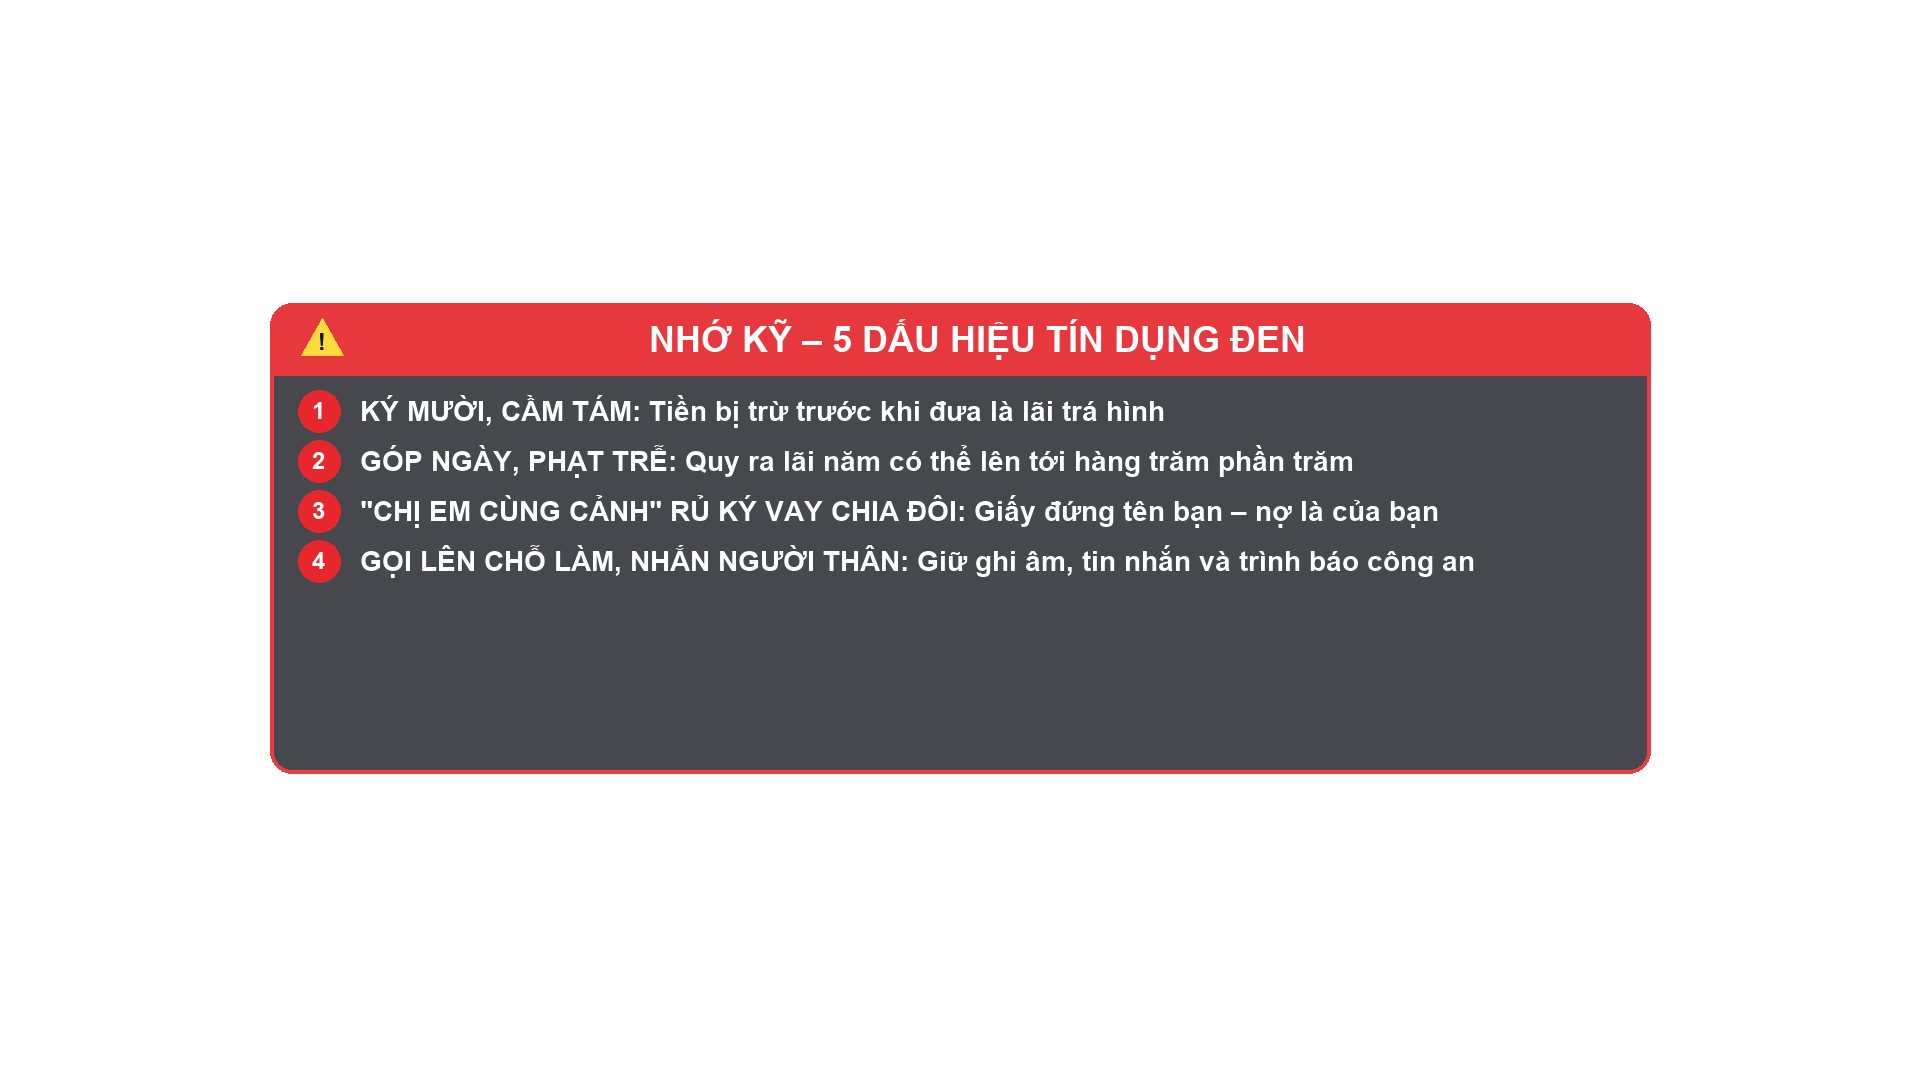 !
NHỚ KỸ – 5 DẤU HIỆU TÍN DỤNG ĐEN
1 KÝ MƯỜI, CẦM TÁM: Tiền bị trừ trước khi đưa là lãi trá hình
2 GÓP NGÀY, PHẠT TRỄ: Quy ra lãi năm có thể lên tới hàng trăm phần trăm
3 "CHỊ EM CÙNG CẢNH" RỦ KÝ VAY CHIA ĐÔI: Giấy đứng tên bạn – nợ là của bạn
4 GỌI LÊN CHỖ LÀM, NHẮN NGƯỜI THÂN: Giữ ghi âm, tin nhắn và trình báo công an